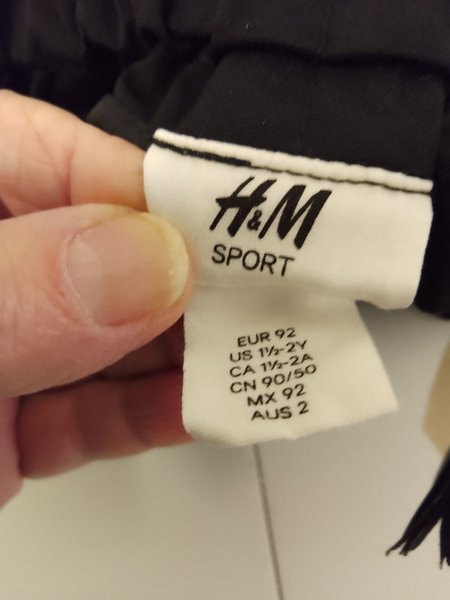 H&M
SPORT
EUR 92
US 1½-2Y
CA 1½-2A
CN 90/50
MX 92
AUS 2